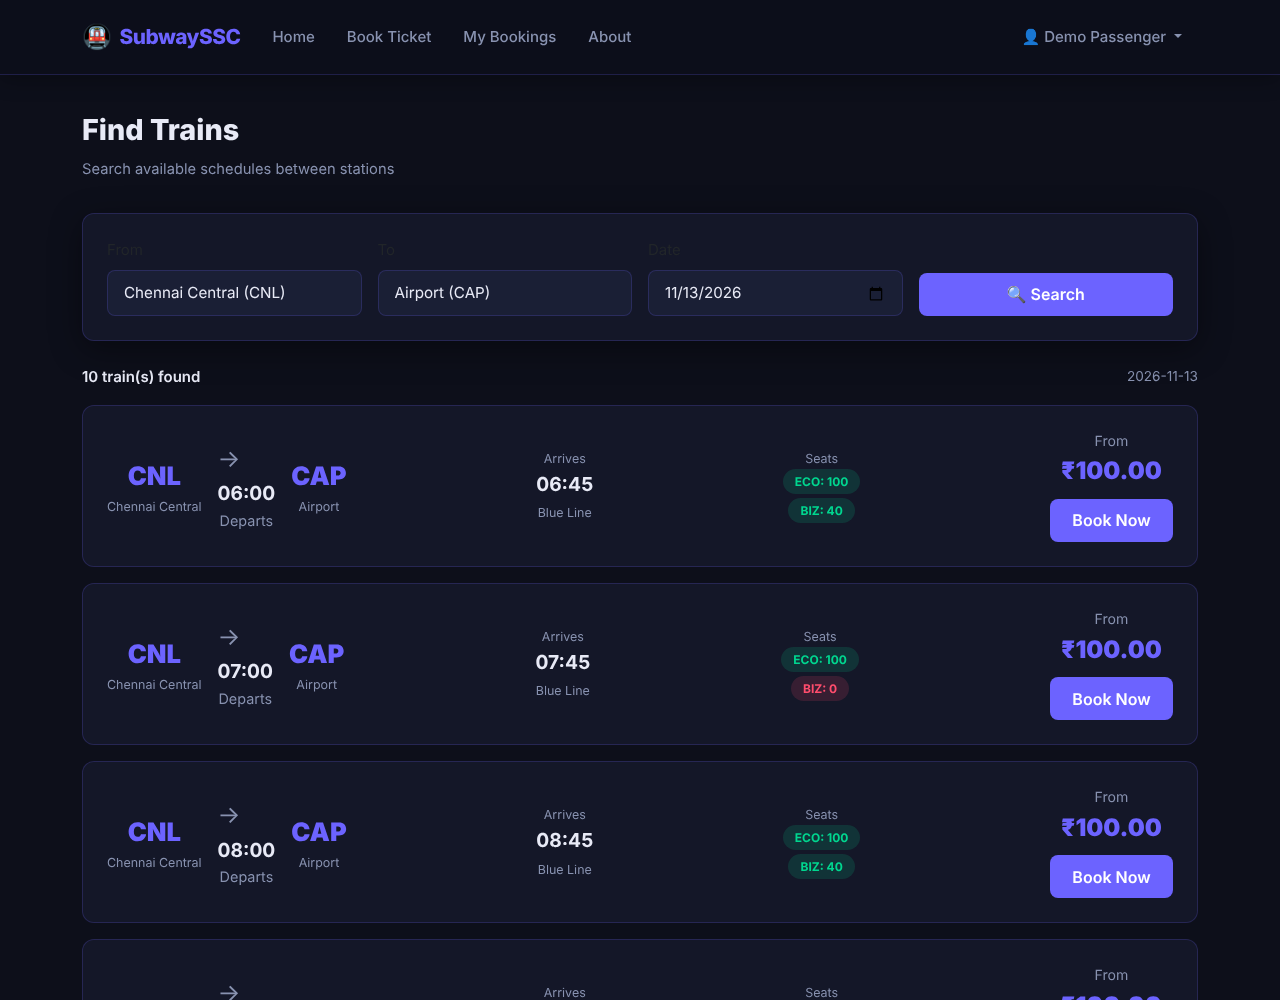 SubwaySSC Home Book Ticket My Bookings About Demo Passenger
Find Trains
Search available schedules between stations
From To Date
Chennai Central (CNL) Airport (CAP) 11/13/2026 Search
10 train(s) found 2026-11-13
CNL
Chennai Central
→
06:00
Departs
CAP
Airport
Arrives
06:45
Blue Line
Seats
ECO: 100
BIZ: 40
From
₹100.00
Book Now
CNL
Chennai Central
→
07:00
Departs
CAP
Airport
Arrives
07:45
Blue Line
Seats
ECO: 100
BIZ: 0
From
₹100.00
Book Now
CNL
Chennai Central
→
08:00
Departs
CAP
Airport
Arrives
08:45
Blue Line
Seats
ECO: 100
BIZ: 40
From
₹100.00
Book Now
→
Arrives
Seats
From